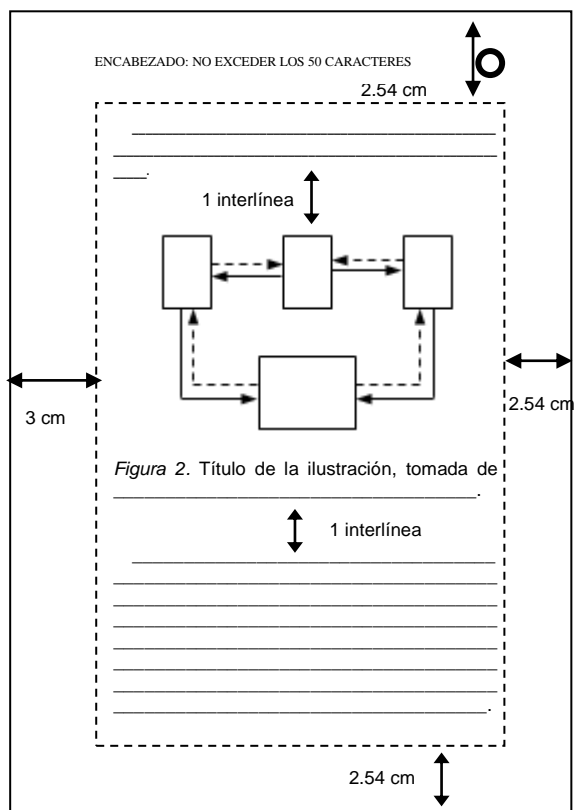 ENCABEZADO: NO EXCEDER LOS 50 CARACTERES
2.54 cm
1 interlínea
3 cm
2.54 cm
Figura 2. Título de la ilustración, tomada de
1 interlínea
2.54 cm